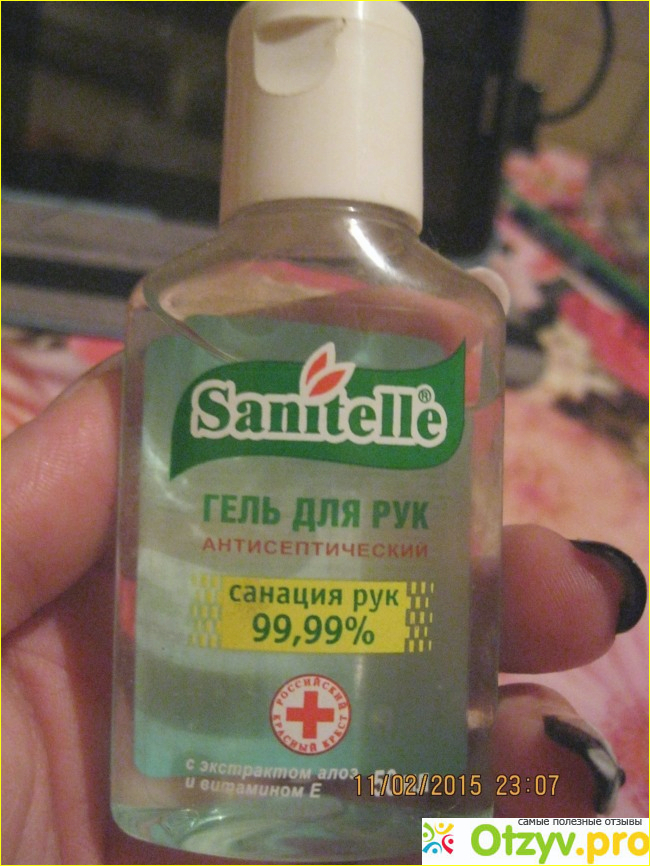 Sanitelle®
ГЕЛЬ ДЛЯ РУК
АНТИСЕПТИЧЕСКИЙ
санация рук
99,99%
РОССИЙСКИЙ
КРАСНЫЙ КРЕСТ
с экстрактом алоэ
и витамином Е
11/02/2015 23:07
самые полезные отзывы
Otzyv.pro